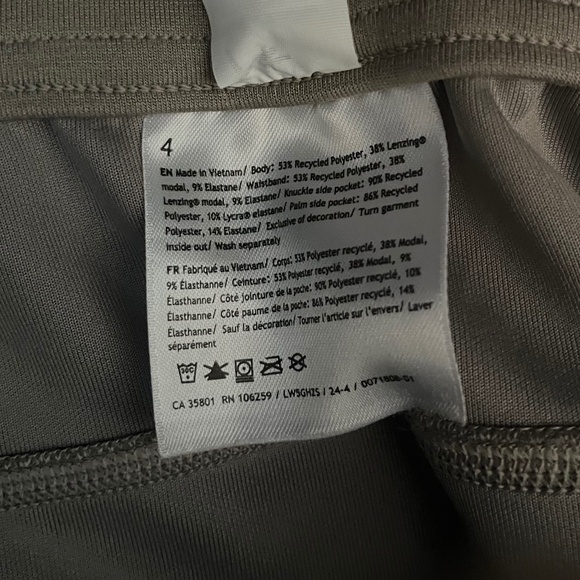 4
EN Made in Vietnam/ Body: 53% Recycled Polyester, 38% Lenzing®
modal, 9% Elastane/ Waistband: 53% Recycled Polyester, 38%
Lenzing® modal, 9% Elastane/ Knuckle side pocket: 90% Recycled
Polyester, 10% Lycra® elastane/ Palm side pocket: 86% Recycled
Polyester, 14% Elastane/ Exclusive of decoration/ Turn garment
inside out/ Wash separately
FR Fabriqué au Vietnam/ Corps: 53% Polyester recyclé, 38% Modal,
9% Élasthanne/ Ceinture: 53% Polyester recyclé, 38% Modal, 9%
Élasthanne/ Côté jointure de la poche: 90% Polyester recyclé, 10%
Élasthanne/ Côté paume de la poche: 86% Polyester recyclé, 14%
Élasthanne/ Sauf la décoration/ Tourner l'article sur l'envers/ Laver
séparément
30C
CA 35801 RN 106259 / LW5GHIS / 24-4 / 0071808-01